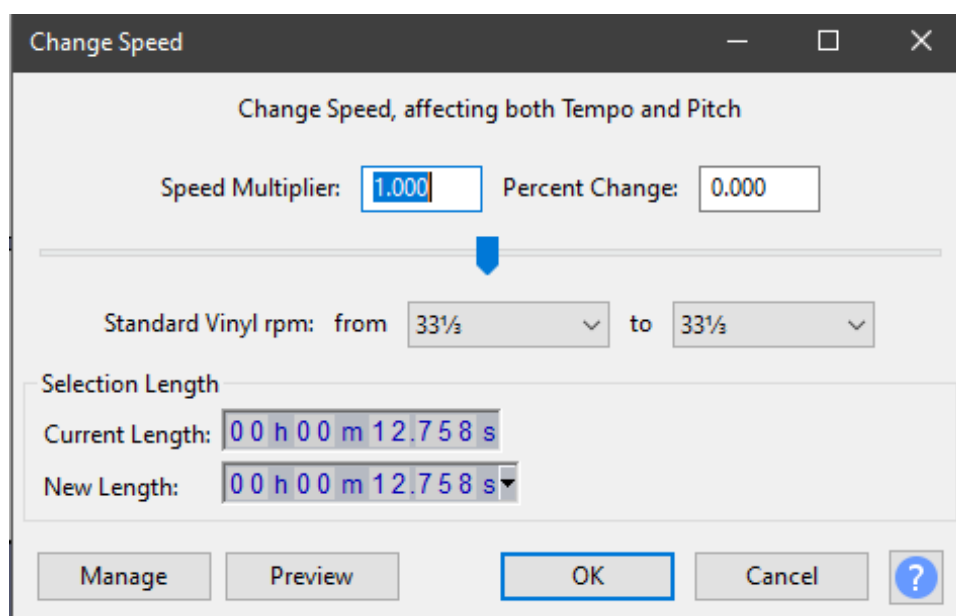 Change Speed
Change Speed, affecting both Tempo and Pitch
Speed Multiplier: 1.000 Percent Change: 0.000
Standard Vinyl rpm: from 33⅓ to 33⅓
Selection Length
Current Length: 00h00m12.758s
New Length: 00h00m12.758s
Manage Preview OK Cancel ?